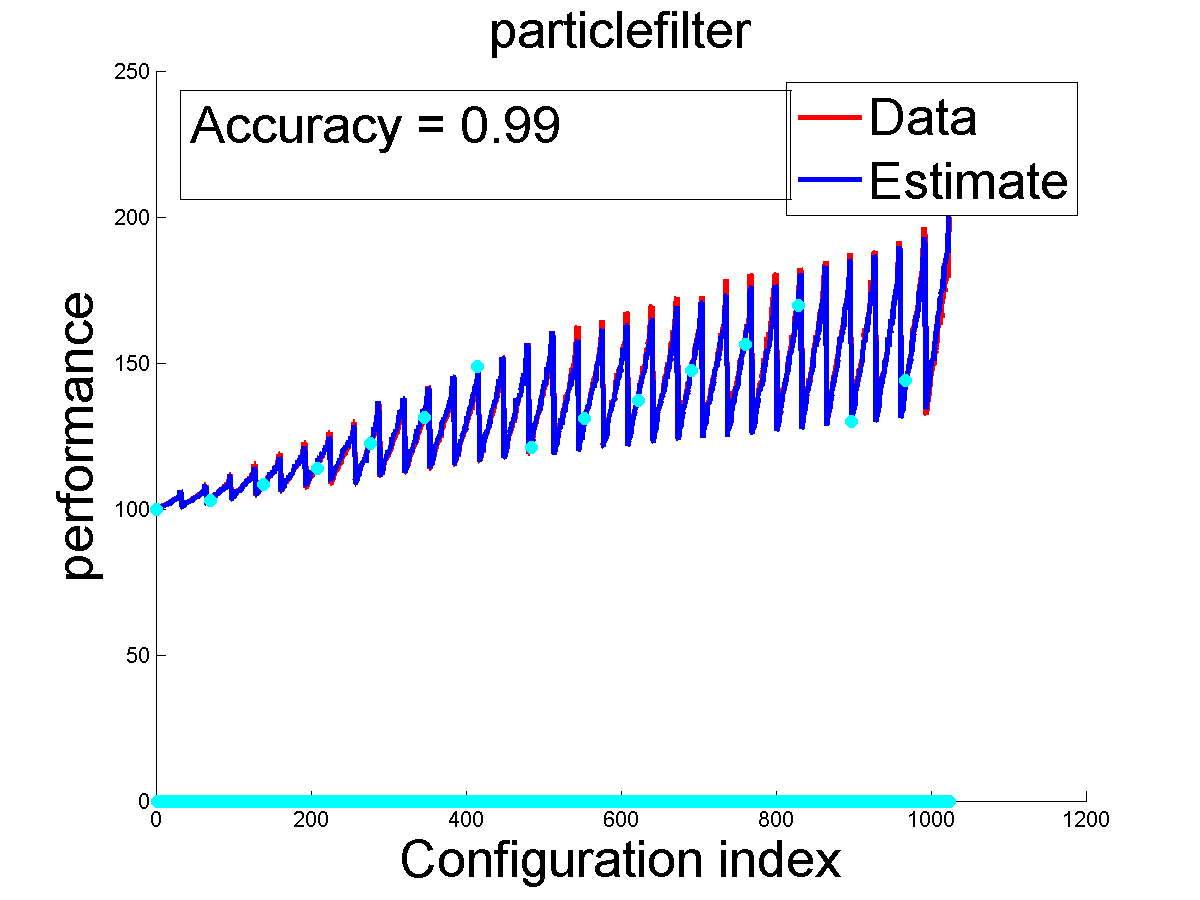 particlefilter
250
Accuracy = 0.99
Data
Estimate
200
150
100
50
0
performance
0 200 400 600 800 1000 1200
Configuration index